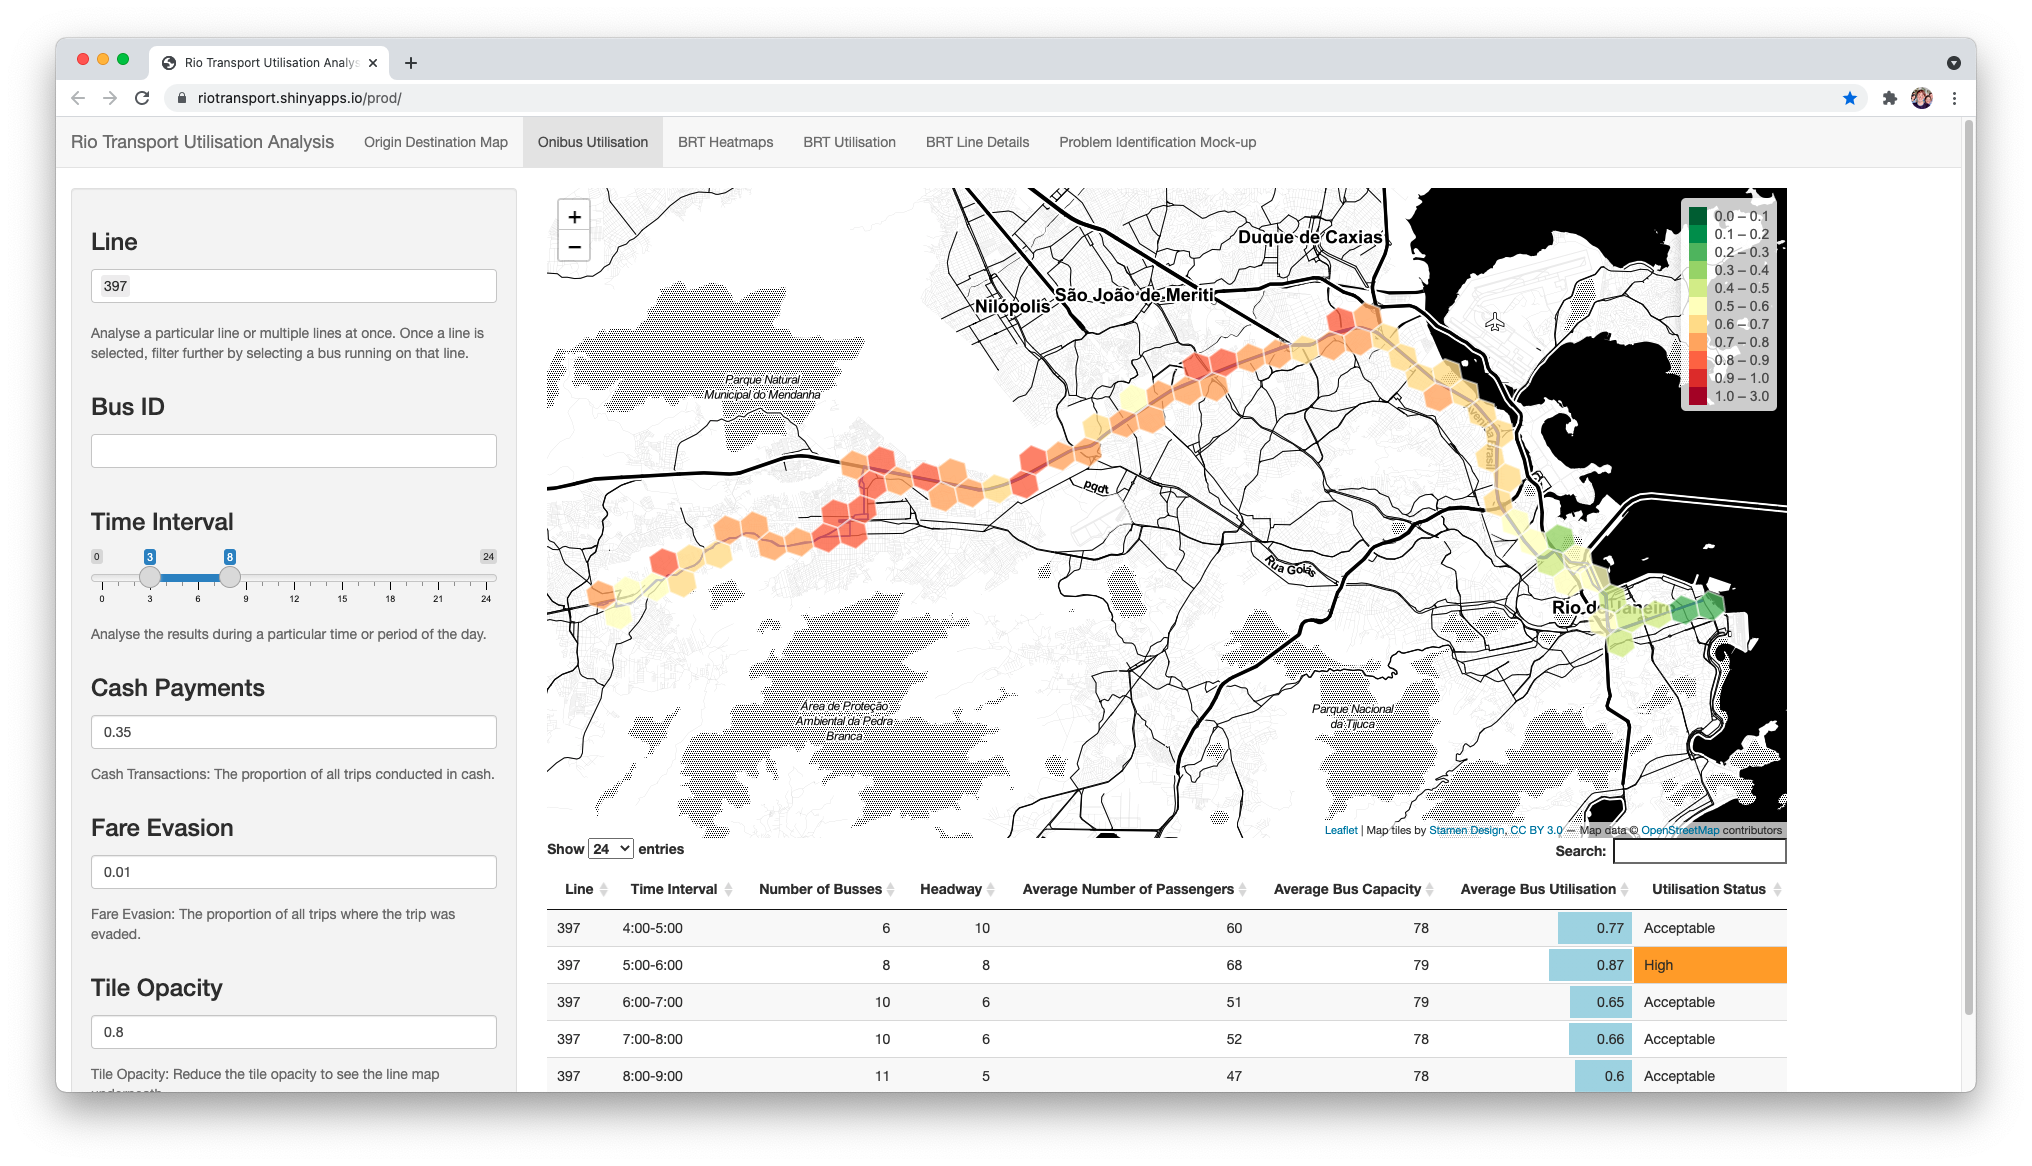 Rio Transport Utilisation Analys
riotransport.shinyapps.io/prod/
Rio Transport Utilisation Analysis
Origin Destination Map
Onibus Utilisation
BRT Heatmaps
BRT Utilisation
BRT Line Details
Problem Identification Mock-up
Line
397
Analyse a particular line or multiple lines at once. Once a line is
selected, filter further by selecting a bus running on that line.
Bus ID
Time Interval
0 3 8 24
0 3 6 9 12 15 18 21 24
Analyse the results during a particular time or period of the day.
Cash Payments
0.35
Cash Transactions: The proportion of all trips conducted in cash.
Fare Evasion
0.01
Fare Evasion: The proportion of all trips where the trip was
evaded.
Tile Opacity
0.8
Tile Opacity: Reduce the tile opacity to see the line map
underneath
+
−
Duque de Caxias
São João de Meriti
Nilópolis
Parque Natural
Municipal do Mendanha
Avenida Brasil
pqdt
Rua Goiás
Rio de Janeiro
Área de Proteção
Ambiental da Pedra
Branca
Parque Nacional
da Tijuca
0.0 – 0.1
0.1 – 0.2
0.2 – 0.3
0.3 – 0.4
0.4 – 0.5
0.5 – 0.6
0.6 – 0.7
0.7 – 0.8
0.8 – 0.9
0.9 – 1.0
1.0 – 3.0
Leaflet | Map tiles by Stamen Design, CC BY 3.0 — Map data © OpenStreetMap contributors
Show 24 entries
Search:
Line Time Interval Number of Busses Headway Average Number of Passengers Average Bus Capacity Average Bus Utilisation Utilisation Status
397 4:00-5:00 6 10 60 78 0.77 Acceptable
397 5:00-6:00 8 8 68 79 0.87 High
397 6:00-7:00 10 6 51 79 0.65 Acceptable
397 7:00-8:00 10 6 52 78 0.66 Acceptable
397 8:00-9:00 11 5 47 78 0.6 Acceptable